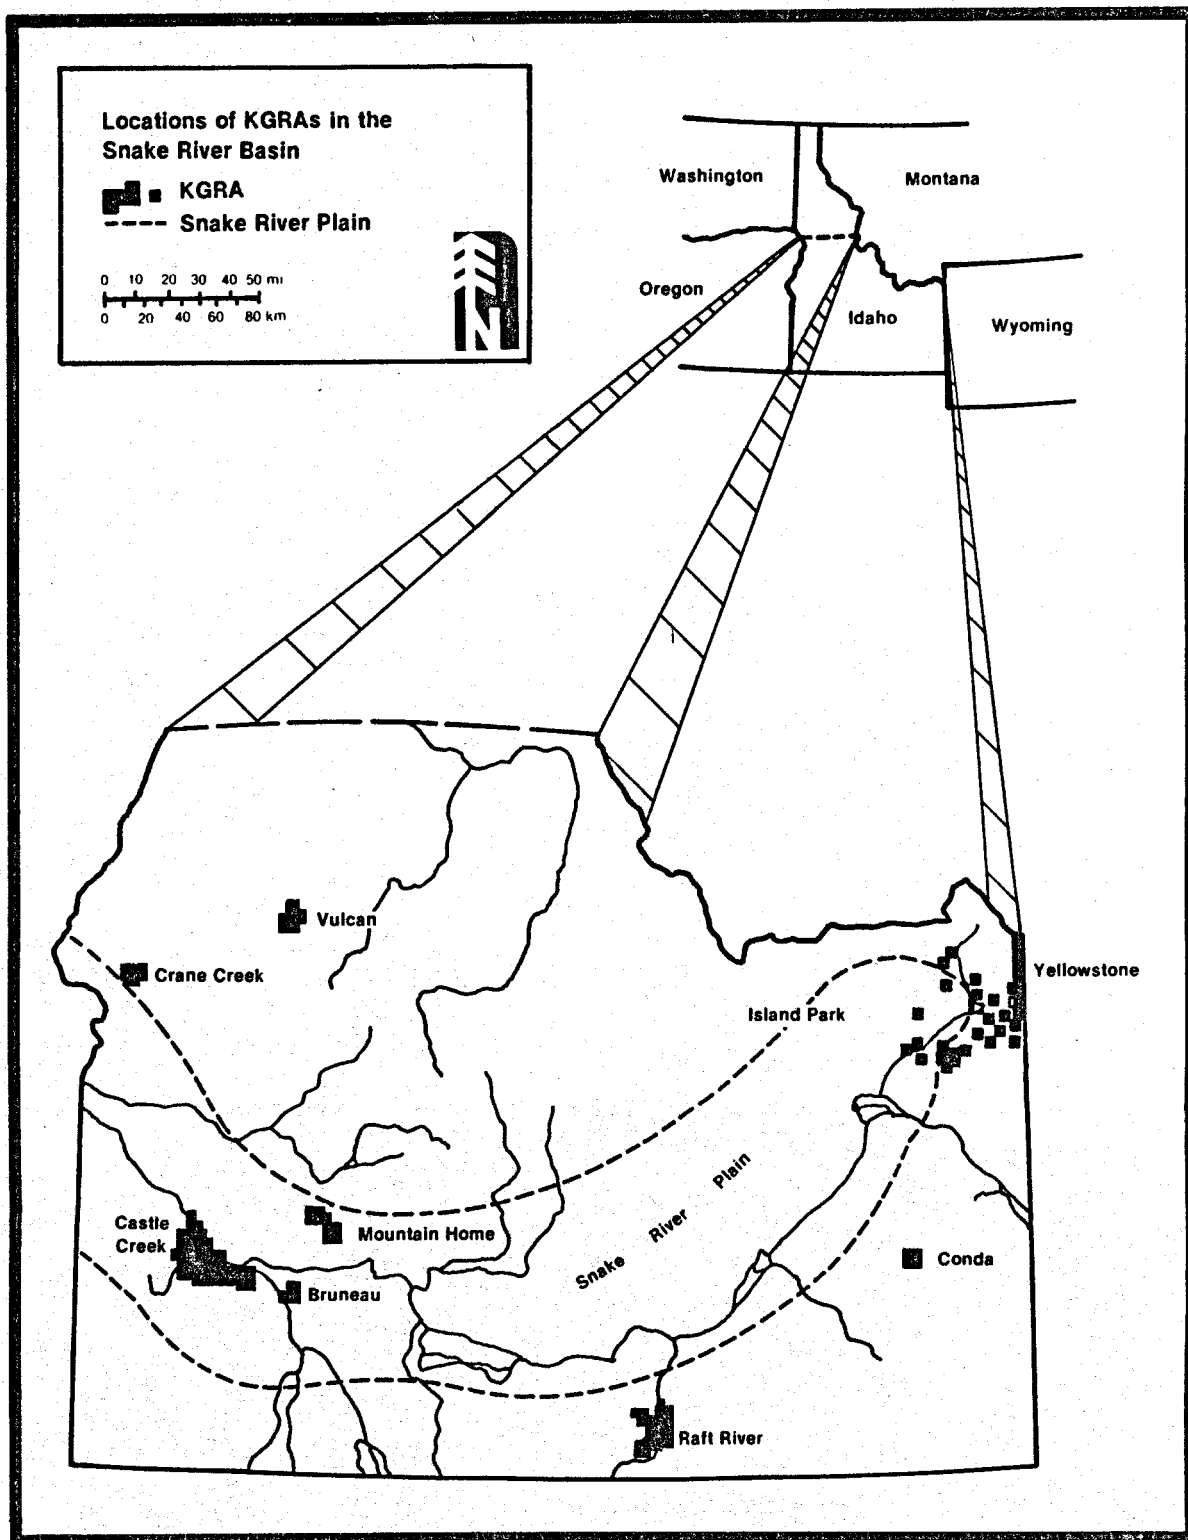 Locations of KGRAs in the
Snake River Basin
KGRA
Snake River Plain
0 10 20 30 40 50 mi
0 20 40 60 80 km
Washington
Montana
Oregon
Idaho
Wyoming
Vulcan
Crane Creek
Yellowstone
Island Park
Castle
Creek
Mountain Home
Snake River Plain
Conda
Bruneau
Raft River